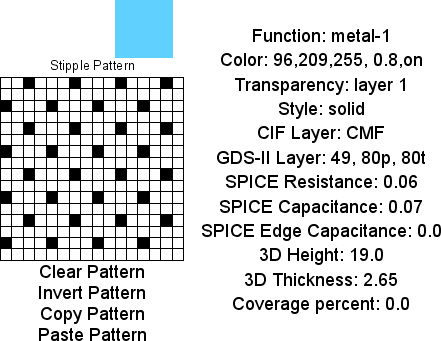 Stipple Pattern
Clear Pattern
Invert Pattern
Copy Pattern
Paste Pattern
Function: metal-1
Color: 96,209,255, 0.8,on
Transparency: layer 1
Style: solid
CIF Layer: CMF
GDS-II Layer: 49, 80p, 80t
SPICE Resistance: 0.06
SPICE Capacitance: 0.07
SPICE Edge Capacitance: 0.0
3D Height: 19.0
3D Thickness: 2.65
Coverage percent: 0.0